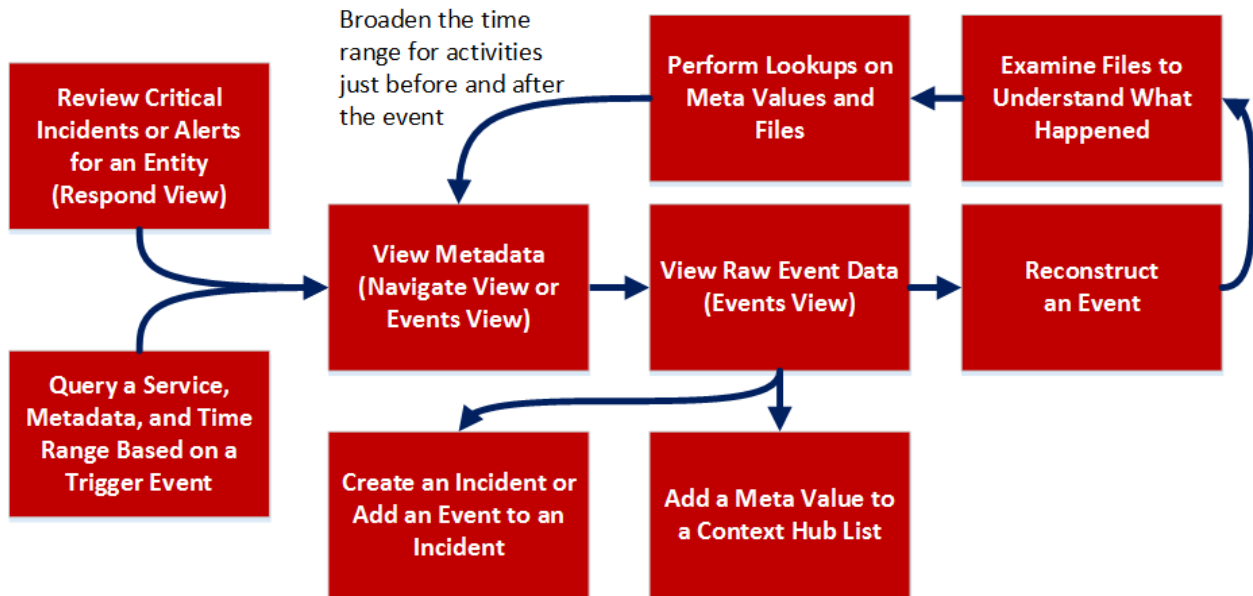 Broaden the time
range for activities
just before and after
the event
Review Critical
Incidents or Alerts
for an Entity
(Respond View)
Perform Lookups on
Meta Values and
Files
Examine Files to
Understand What
Happened
View Metadata
(Navigate View or
Events View)
View Raw Event Data
(Events View)
Reconstruct
an Event
Query a Service,
Metadata, and Time
Range Based on a
Trigger Event
Create an Incident or
Add an Event to an
Incident
Add a Meta Value to
a Context Hub List